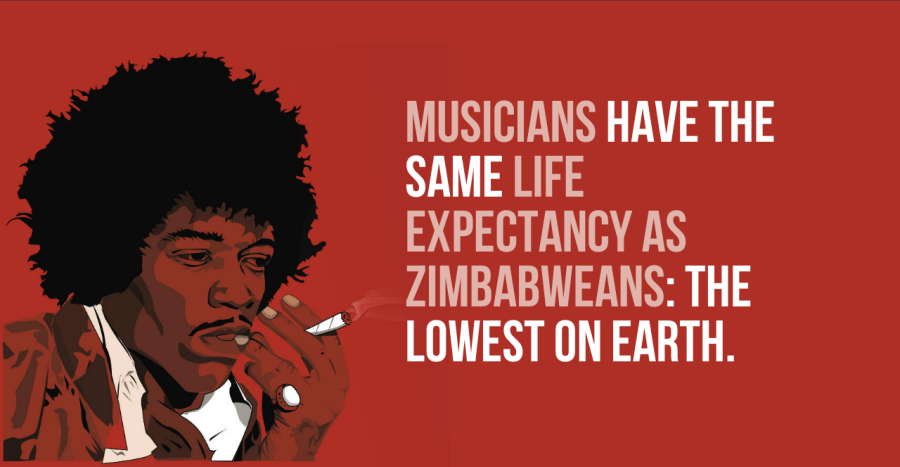 MUSICIANS HAVE THE
SAME LIFE
EXPECTANCY AS
ZIMBABWEANS: THE
LOWEST ON EARTH.